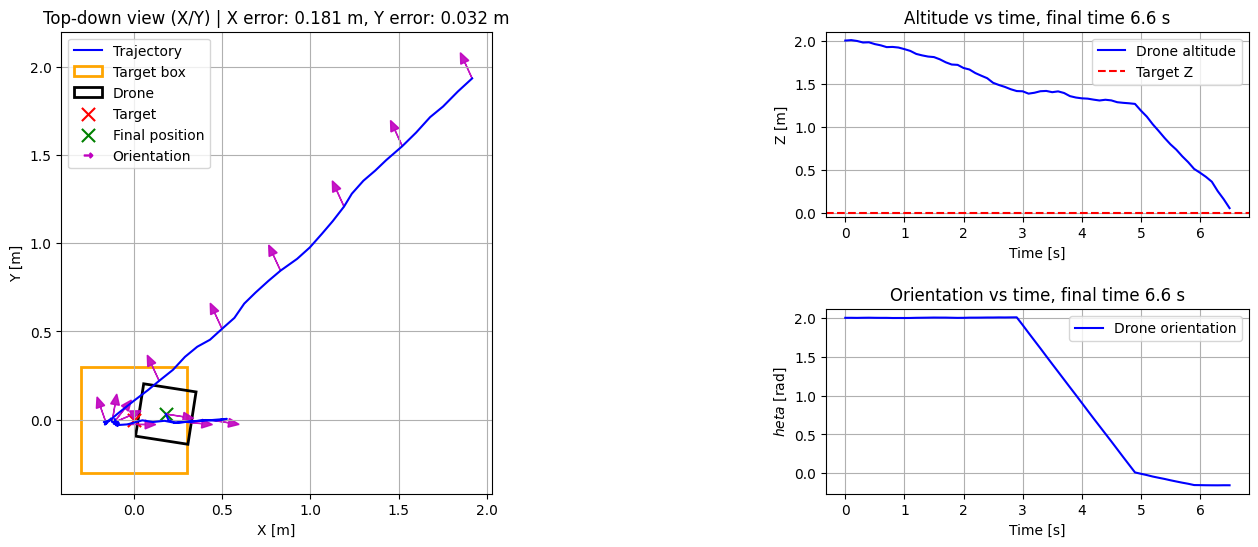 Top-down view (X/Y) | X error: 0.181 m, Y error: 0.032 m
Trajectory
Target box
Drone
Target
Final position
Orientation
Y [m]
2.0
1.5
1.0
0.5
0.0
0.0
0.5
1.0
1.5
2.0
X [m]
Altitude vs time, final time 6.6 s
Drone altitude
Target Z
Z [m]
2.0
1.5
1.0
0.5
0.0
0
1
2
3
4
5
6
Time [s]
Orientation vs time, final time 6.6 s
Drone orientation
heta [rad]
2.0
1.5
1.0
0.5
0.0
0
1
2
3
4
5
6
Time [s]